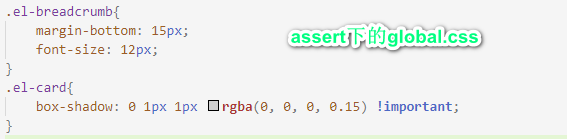 .el-breadcrumb{
margin-bottom: 15px;
font-size: 12px;
}
.el-card{
box-shadow: 0 1px 1px rgba(0, 0, 0, 0.15) !important;
}
assert下的global.css